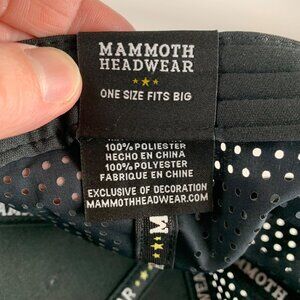 MAMMOTH
HEADWEAR
ONE SIZE FITS BIG
100% POLIESTER
HECHO EN CHINA
100% POLYESTER
FABRIQUE EN CHINE
EXCLUSIVE OF DECORATION
MAMMOTHHEADWEAR.COM